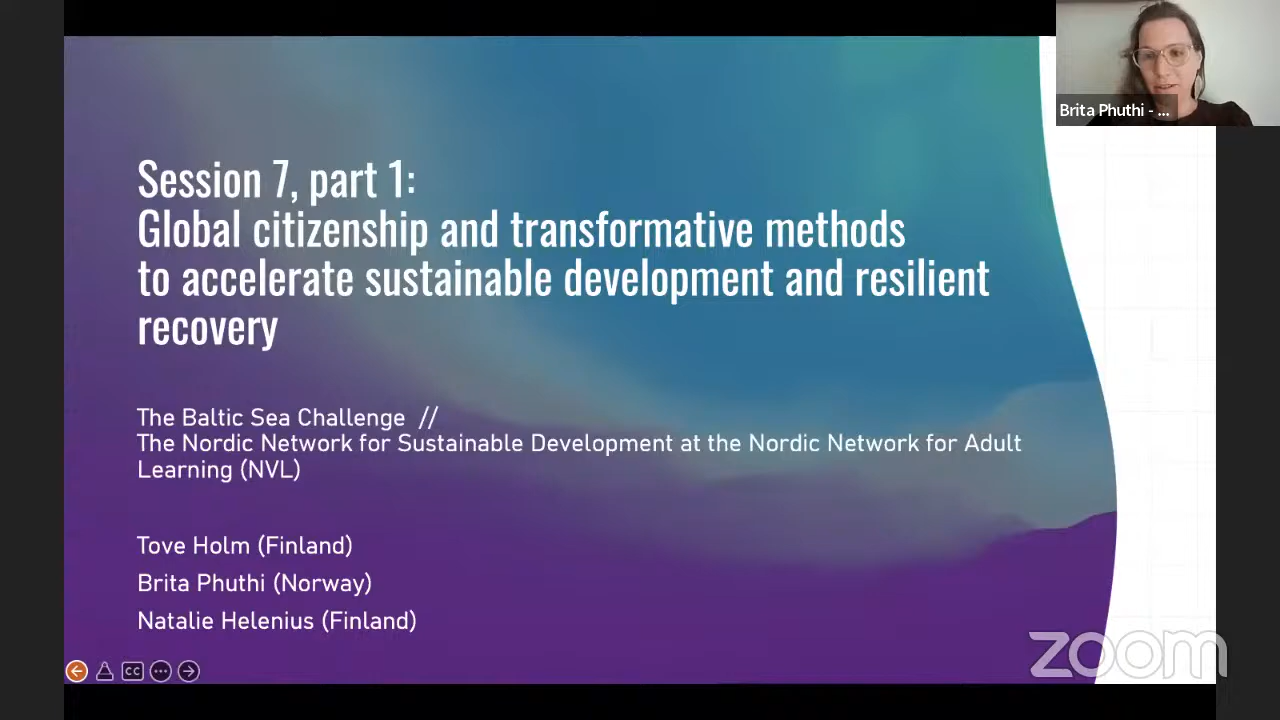 Session 7, part 1:
Global citizenship and transformative methods
to accelerate sustainable development and resilient
recovery
The Baltic Sea Challenge //
The Nordic Network for Sustainable Development at the Nordic Network for Adult
Learning (NVL)
Tove Holm (Finland)
Brita Phuthi (Norway)
Natalie Helenius (Finland)
Brita Phuthi - ...
CC
zoom